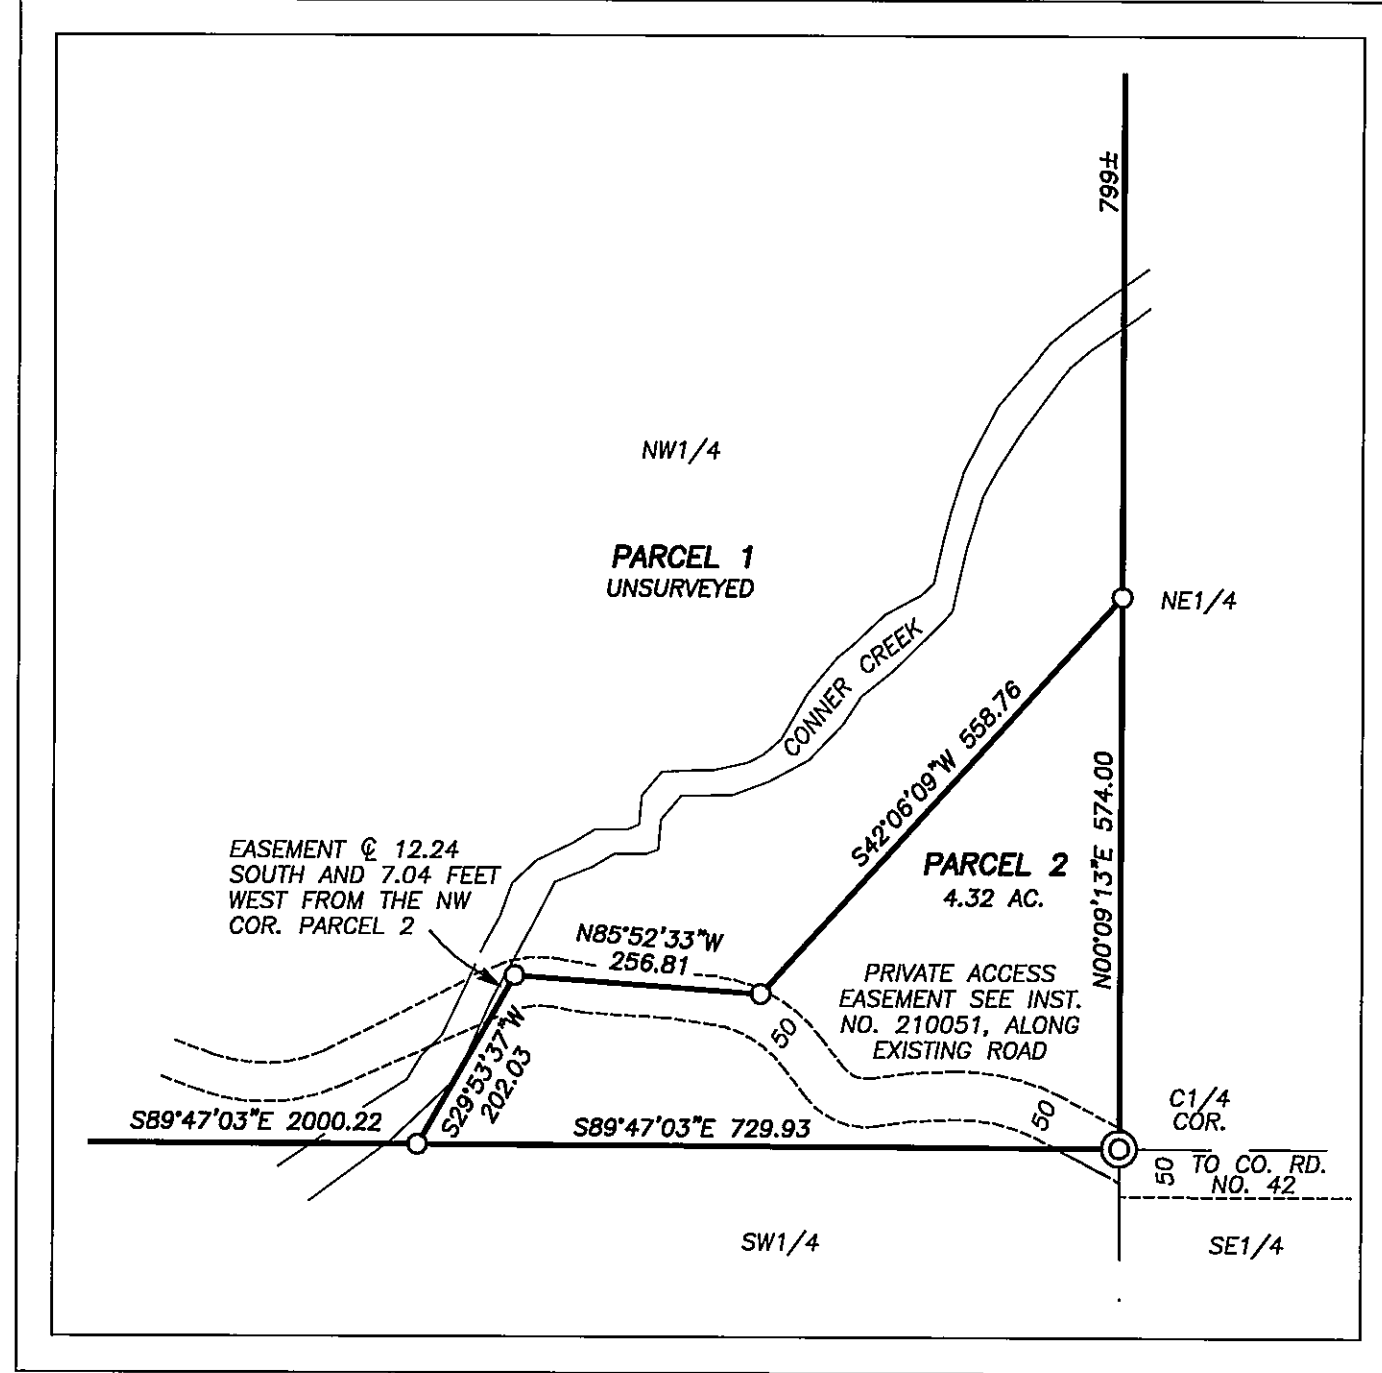 799±
NW1/4
PARCEL 1
UNSURVEYED
NE1/4
CONNER CREEK
S42°06'09"W 558.76
N00°09'13"E 574.00
EASEMENT ℄ 12.24
SOUTH AND 7.04 FEET
WEST FROM THE NW
COR. PARCEL 2
PARCEL 2
4.32 AC.
N85°52'33"W
256.81
PRIVATE ACCESS
EASEMENT SEE INST.
NO. 210051, ALONG
EXISTING ROAD
50
S29°53'37"W
202.03
S89°47'03"E 2000.22
S89°47'03"E 729.93
50
C1/4
COR.
50
TO CO. RD.
NO. 42
SW1/4
SE1/4